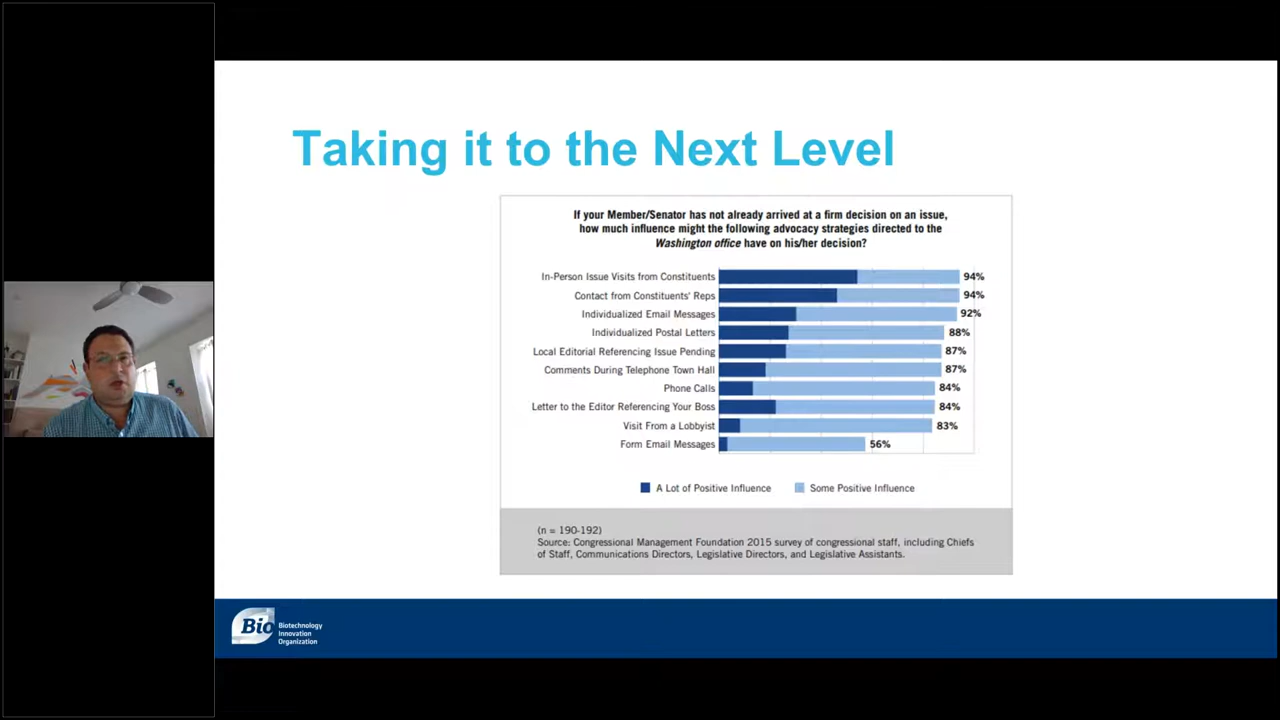 Taking it to the Next Level
If your Member/Senator has not already arrived at a firm decision on an issue,
how much influence might the following advocacy strategies directed to the
Washington office have on his/her decision?
In-Person Issue Visits from Constituents 94%
Contact from Constituents' Reps 94%
Individualized Email Messages 92%
Individualized Postal Letters 88%
Local Editorial Referencing Issue Pending 87%
Comments During Telephone Town Hall 87%
Phone Calls 84%
Letter to the Editor Referencing Your Boss 84%
Visit From a Lobbyist 83%
Form Email Messages 56%
A Lot of Positive Influence Some Positive Influence
(n = 190-192)
Source: Congressional Management Foundation 2015 survey of congressional staff, including Chiefs
of Staff, Communications Directors, Legislative Directors, and Legislative Assistants.
Bio
Biotechnology
Innovation
Organization